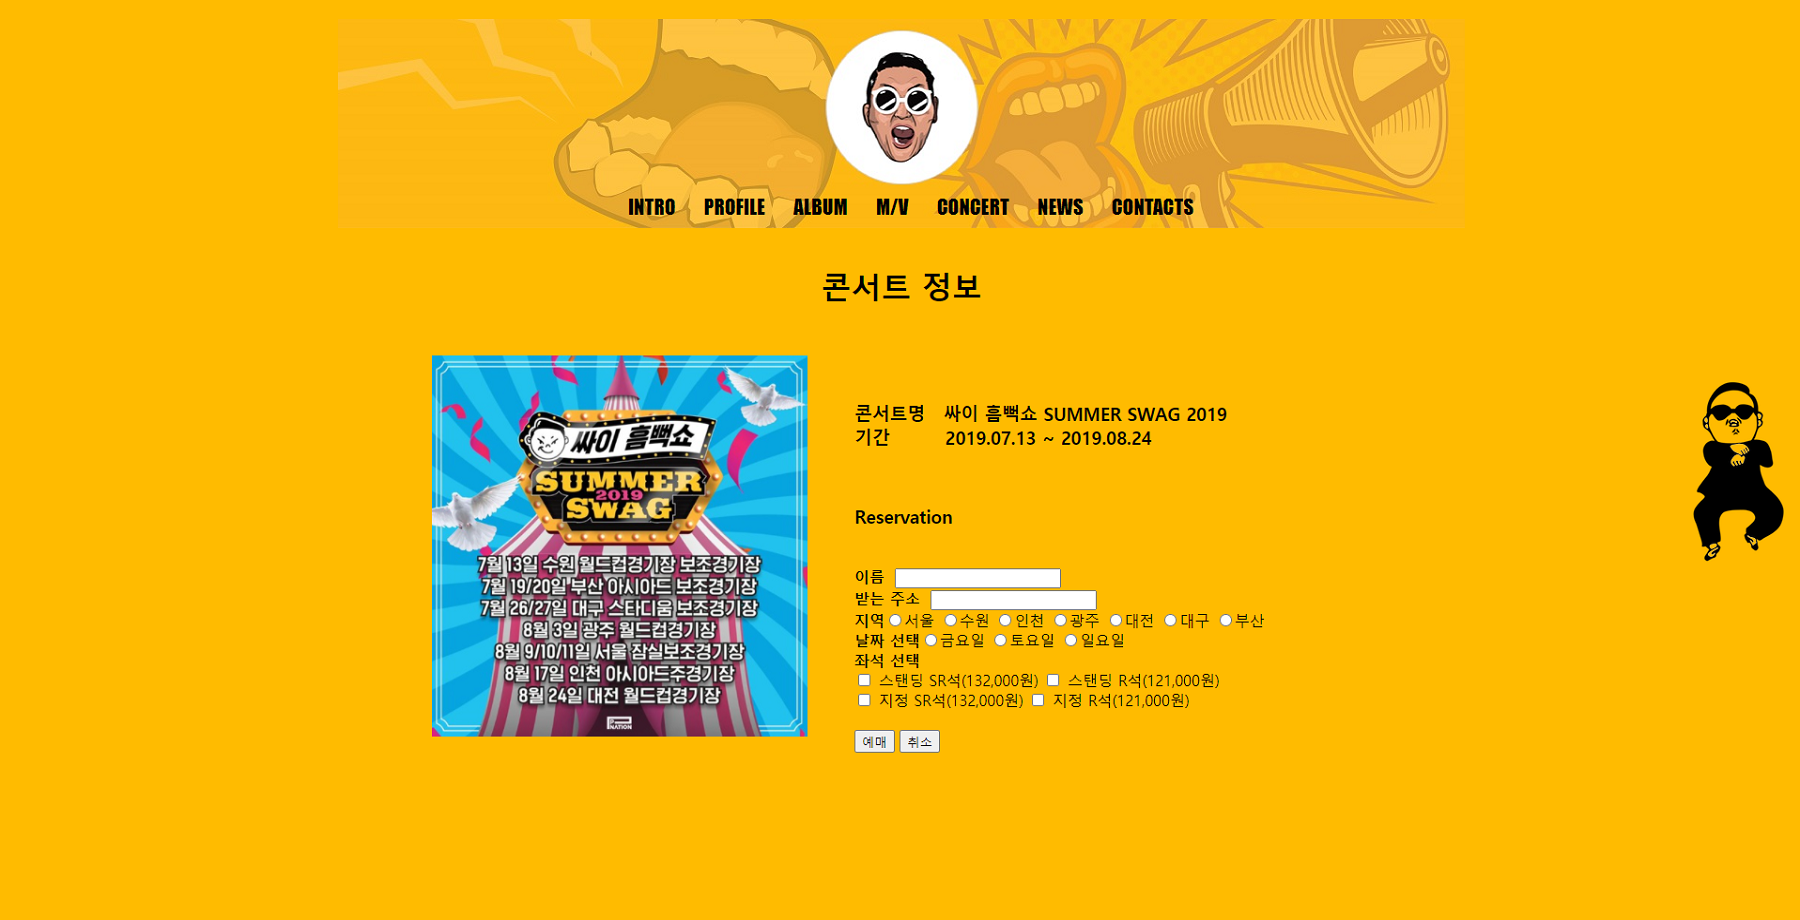 INTRO PROFILE ALBUM M/V CONCERT NEWS CONTACTS
콘서트 정보
싸이 흠뻑쇼
SUMMER
2019
SWAG
7월 13일 수원 월드컵경기장 보조경기장
7월 19/20일 부산 아시아드 보조경기장
7월 26/27일 대구 스타디움 보조경기장
8월 3일 광주 월드컵경기장
8월 9/10/11일 서울 잠실보조경기장
8월 17일 인천 아시아드주경기장
8월 24일 대전 월드컵경기장
P NATION
콘서트명 싸이 흠뻑쇼 SUMMER SWAG 2019
기간 2019.07.13 ~ 2019.08.24
Reservation
이름
받는 주소
지역 서울 수원 인천 광주 대전 대구 부산
날짜 선택 금요일 토요일 일요일
좌석 선택
스탠딩 SR석(132,000원) 스탠딩 R석(121,000원)
지정 SR석(132,000원) 지정 R석(121,000원)
예매 취소